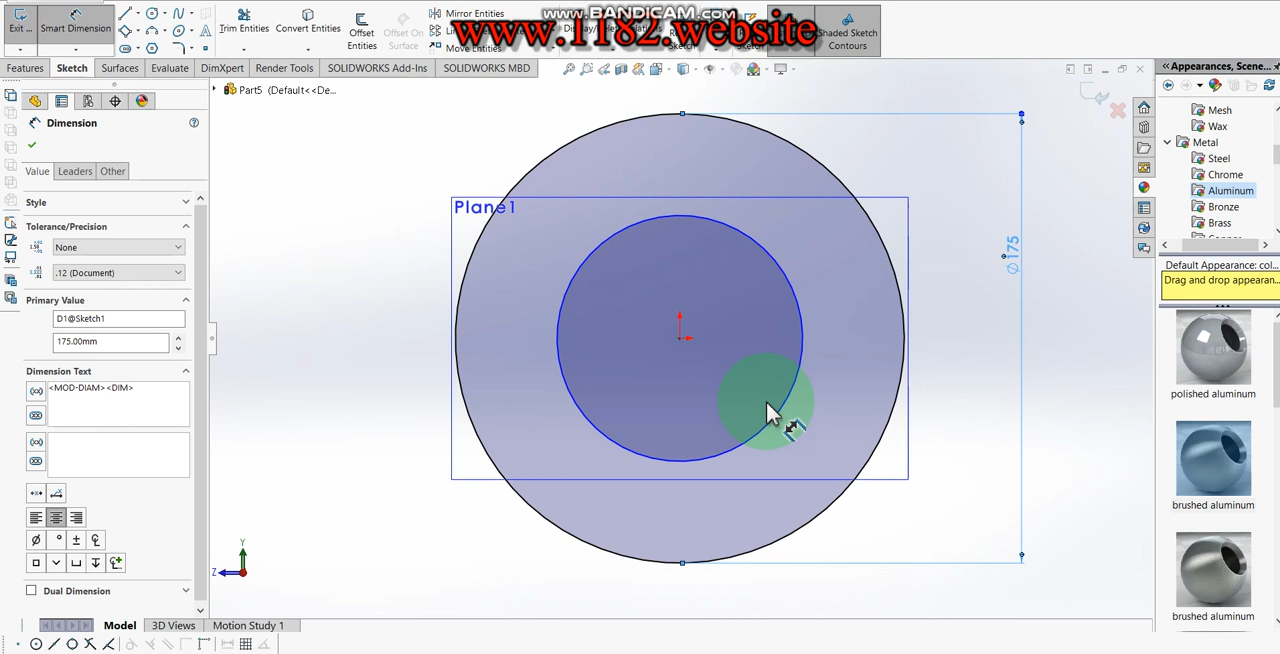 www.BANDICAM.com
www.1182.website
Exit ...
Smart Dimension
Trim Entities
Convert Entities
Offset Entities
Offset On Surface
Mirror Entities
Move Entities
Shaded Sketch Contours
Features
Sketch
Surfaces
Evaluate
DimXpert
Render Tools
SOLIDWORKS Add-Ins
SOLIDWORKS MBD
Part5 (Default<<De...
Dimension
Value
Leaders
Other
Style
Tolerance/Precision
None
.12 (Document)
Primary Value
D1@Sketch1
175.00mm
Dimension Text
<MOD-DIAM><DIM>
Dual Dimension
Plane1
Ø175
Y
Z
Model
3D Views
Motion Study 1
Appearances, Scene...
Mesh
Wax
Metal
Steel
Chrome
Aluminum
Bronze
Brass
Default Appearance: col...
Drag and drop appearan...
polished aluminum
brushed aluminum
brushed aluminum